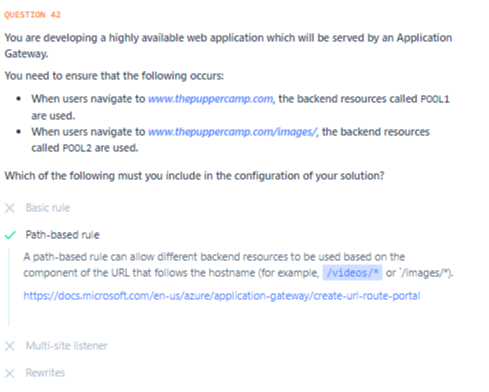 QUESTION 42
You are developing a highly available web application which will be served by an Application
Gateway.
You need to ensure that the following occurs:
• When users navigate to www.thepuppercamp.com, the backend resources called POOL1
are used.
• When users navigate to www.thepuppercamp.com/images/, the backend resources
called POOL2 are used.
Which of the following must you include in the configuration of your solution?
Basic rule
Path-based rule
A path-based rule can allow different backend resources to be used based on the
component of the URL that follows the hostname (for example, /videos/* or `/images/*).
https://docs.microsoft.com/en-us/azure/application-gateway/create-url-route-portal
Multi-site listener
Rewrites